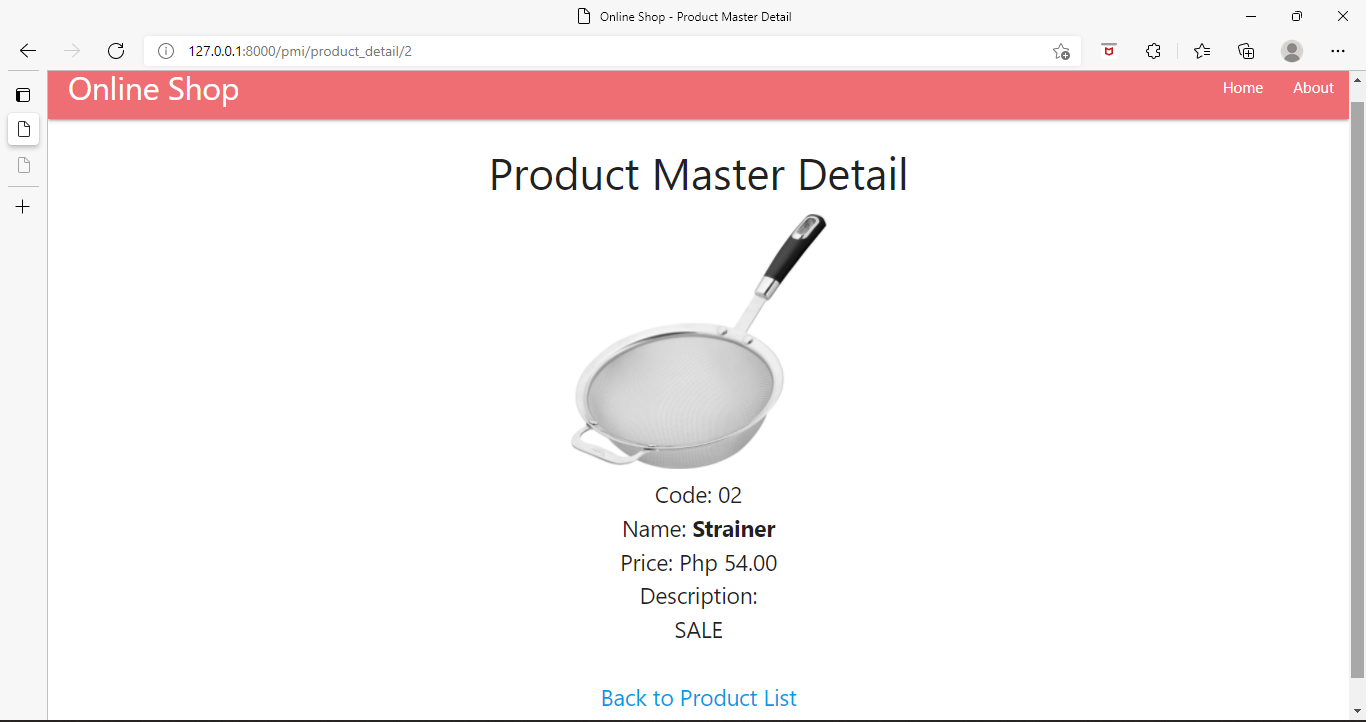 Online Shop - Product Master Detail
127.0.0.1:8000/pmi/product_detail/2
Online Shop
Home
About
Product Master Detail
Code: 02
Name: Strainer
Price: Php 54.00
Description:
SALE
Back to Product List